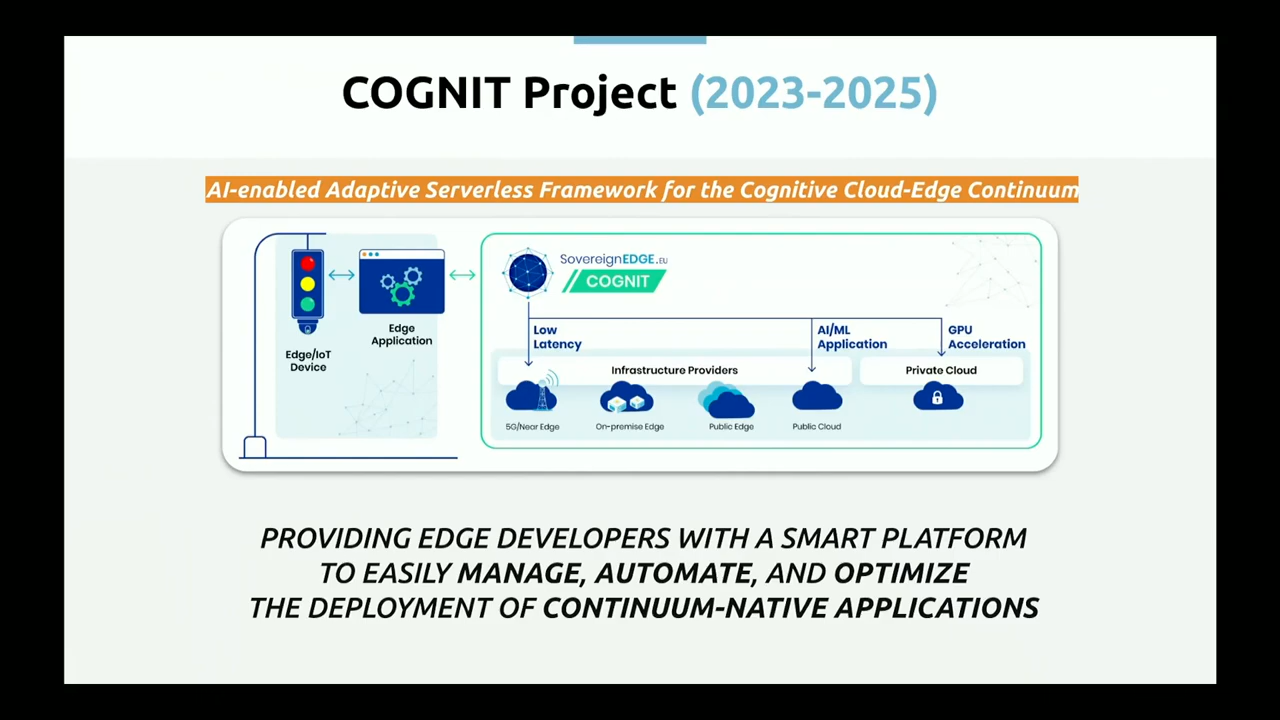 COGNIT Project (2023-2025)
AI-enabled Adaptive Serverless Framework for the Cognitive Cloud-Edge Continuum
Edge/IoT
Device
Edge
Application
SovereignEDGE.EU
COGNIT
Low
Latency
AI/ML
Application
GPU
Acceleration
Infrastructure Providers
Private Cloud
5G/Near Edge
On-premise Edge
Public Edge
Public Cloud
PROVIDING EDGE DEVELOPERS WITH A SMART PLATFORM
TO EASILY MANAGE, AUTOMATE, AND OPTIMIZE
THE DEPLOYMENT OF CONTINUUM-NATIVE APPLICATIONS